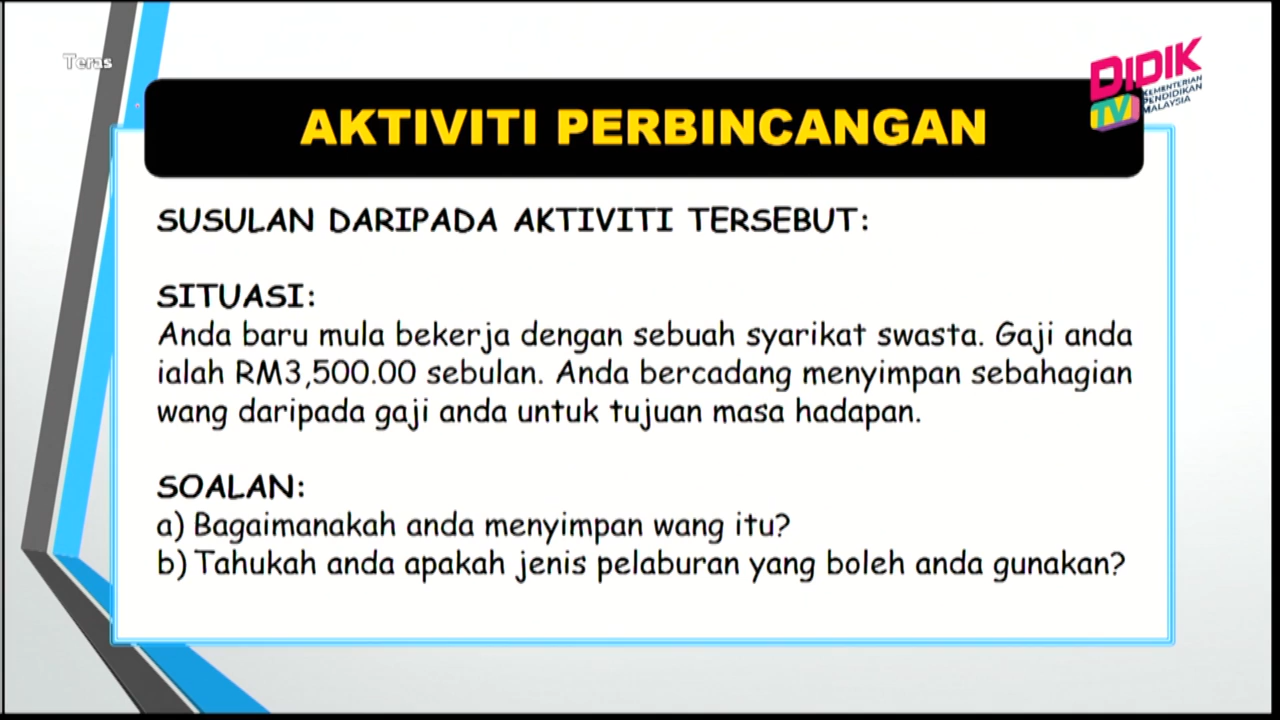 Teras
DIDIK
TV
KEMENTERIAN
PENDIDIKAN
MALAYSIA
AKTIVITI PERBINCANGAN
SUSULAN DARIPADA AKTIVITI TERSEBUT:
SITUASI:
Anda baru mula bekerja dengan sebuah syarikat swasta. Gaji anda
ialah RM3,500.00 sebulan. Anda bercadang menyimpan sebahagian
wang daripada gaji anda untuk tujuan masa hadapan.
SOALAN:
a) Bagaimanakah anda menyimpan wang itu?
b) Tahukah anda apakah jenis pelaburan yang boleh anda gunakan?